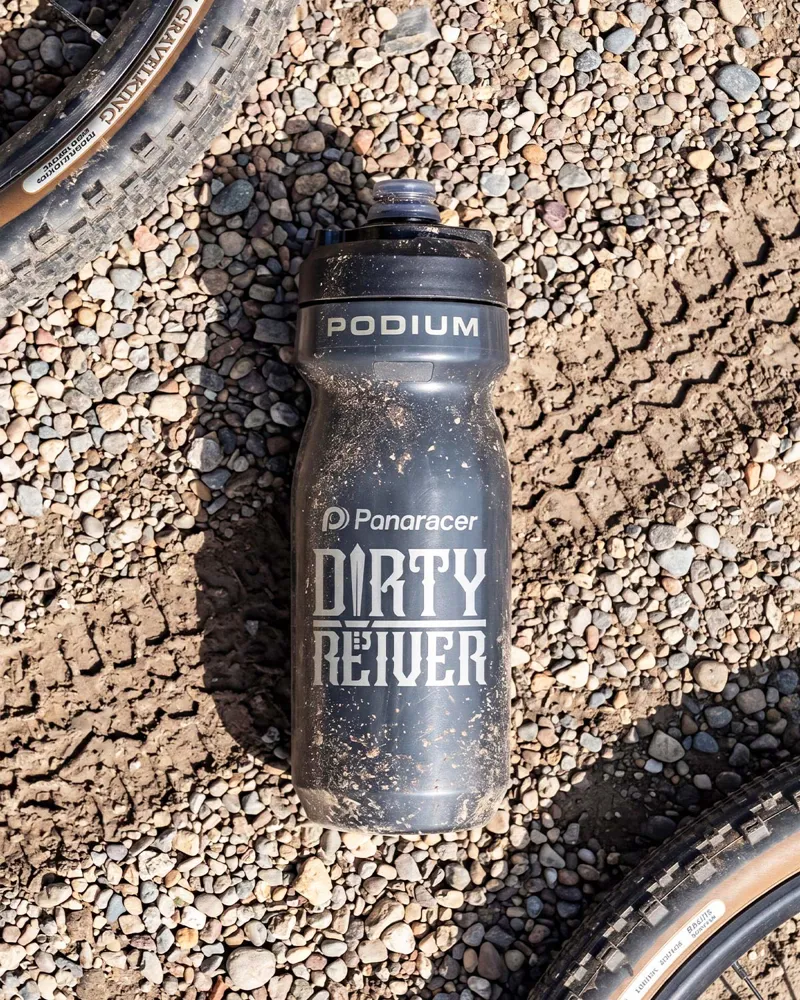 GRAVELKING
PODIUM
Panaracer
DIRTY
REIVER